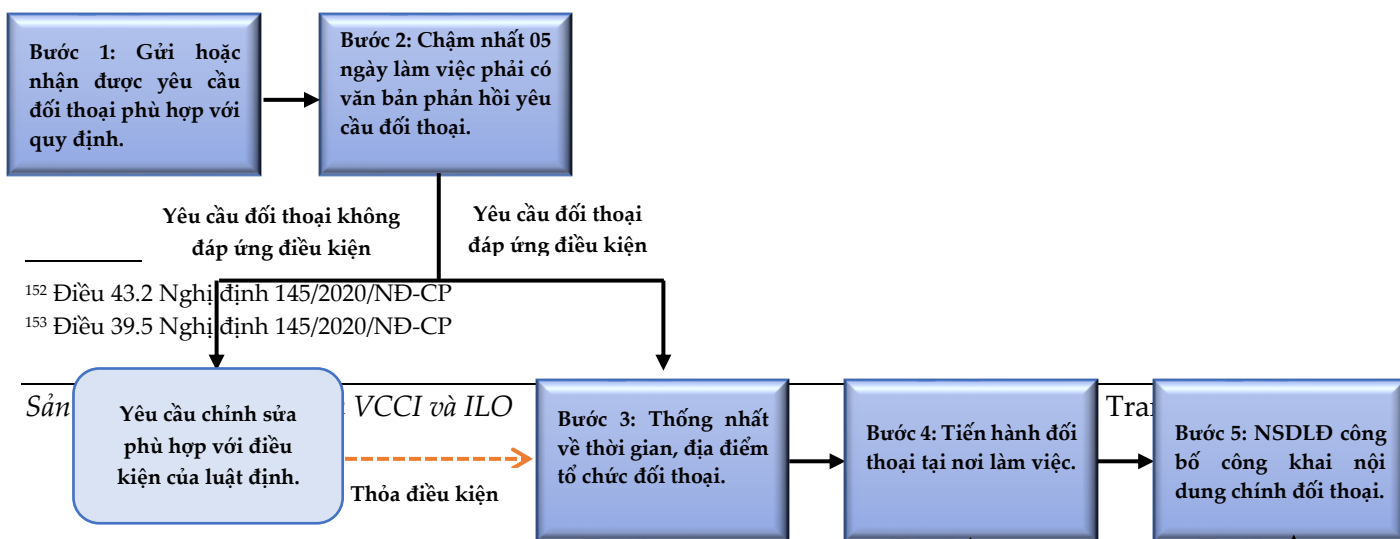 Bước 1: Gửi hoặc
nhận được yêu cầu
đối thoại phù hợp với
quy định.
Bước 2: Chậm nhất 05
ngày làm việc phải có
văn bản phản hồi yêu
cầu đối thoại.
Yêu cầu đối thoại không
đáp ứng điều kiện
Yêu cầu đối thoại
đáp ứng điều kiện
152 Điều 43.2 Nghị định 145/2020/NĐ-CP
153 Điều 39.5 Nghị định 145/2020/NĐ-CP
Sản
VCCI và ILO
Yêu cầu chỉnh sửa
phù hợp với điều
kiện của luật định.
Thỏa điều kiện
Bước 3: Thống nhất
về thời gian, địa điểm
tổ chức đối thoại.
Bước 4: Tiến hành đối
thoại tại nơi làm việc.
Bước 5: NSDLĐ công
bố công khai nội
dung chính đối thoại.